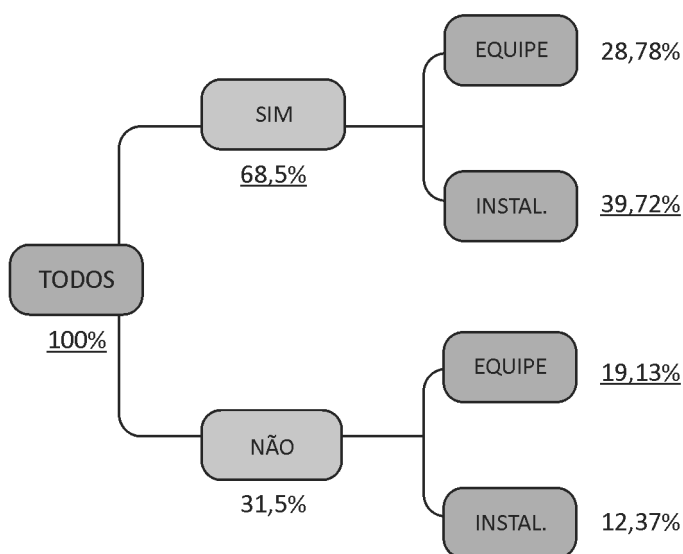 EQUIPE 28,78%
SIM
68,5%
INSTAL. 39,72%
TODOS
100%
EQUIPE 19,13%
NÃO
31,5%
INSTAL. 12,37%